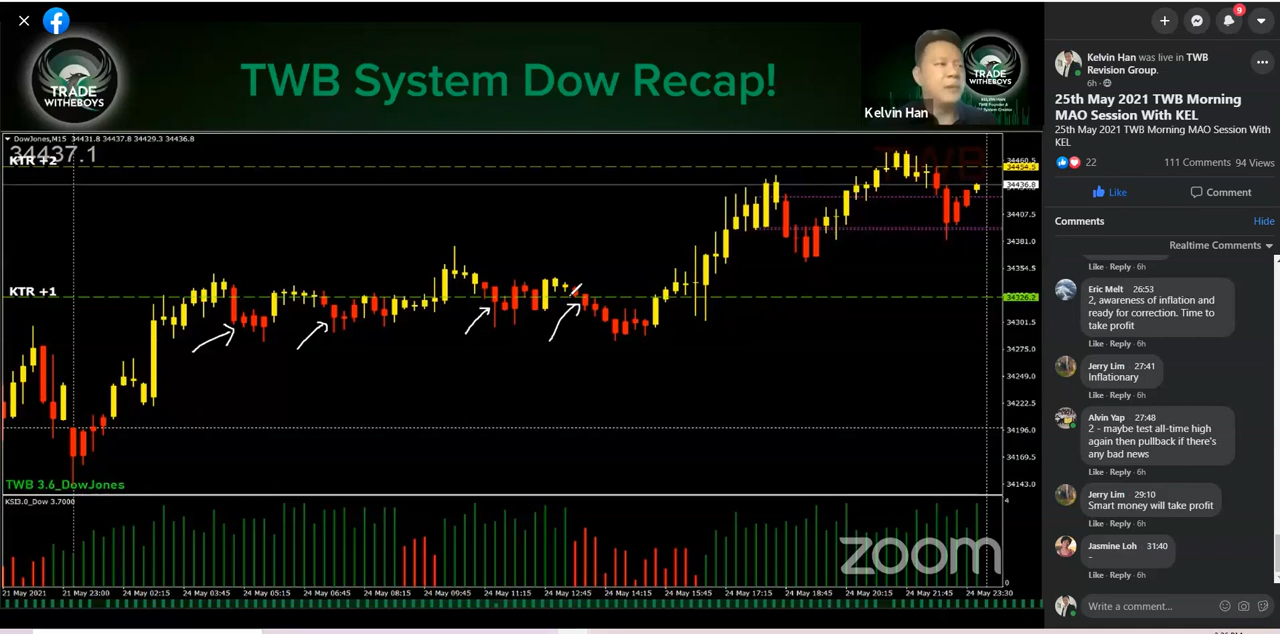 TRADE
WITHEBOYS
TWB System Dow Recap!
TRADE
WITHEBOYS
KELVIN HAN
Kelvin Han
DowJones,M15 34431.8 34437.8 34429.3 34436.8
34437.1
KTR +2
TWB
KTR +1
34460.5
34454.5
34436.8
34407.5
34381.0
34354.5
34326.2
34301.5
34275.0
34249.0
34222.5
34196.0
34169.5
34143.0
TWB 3.6_DowJones
KSI3.0_Dow 3.7000
4
0
zoom
21 May 2021
21 May 23:00
24 May 02:15
24 May 03:45
24 May 05:15
24 May 06:45
24 May 08:15
24 May 09:45
24 May 11:15
24 May 12:45
24 May 14:15
24 May 15:45
24 May 17:15
24 May 18:45
24 May 20:15
24 May 21:45
24 May 23:30
9
Kelvin Han was live in TWB
Revision Group.
6h ·
25th May 2021 TWB Morning
MAO Session With KEL
25th May 2021 TWB Morning MAO Session With
KEL
22
111 Comments 94 Views
Like
Comment
Comments
Hide
Realtime Comments
Like · Reply · 6h
Eric Melt 26:53
2, awareness of inflation and
ready for correction. Time to
take profit
Like · Reply · 6h
Jerry Lim 27:41
Inflationary
Like · Reply · 6h
Alvin Yap 27:48
2 - maybe test all-time high
again then pullback if there's
any bad news
Like · Reply · 6h
Jerry Lim 29:10
Smart money will take profit
Like · Reply · 6h
Jasmine Loh 31:40
-
Like · Reply · 6h
Write a comment...